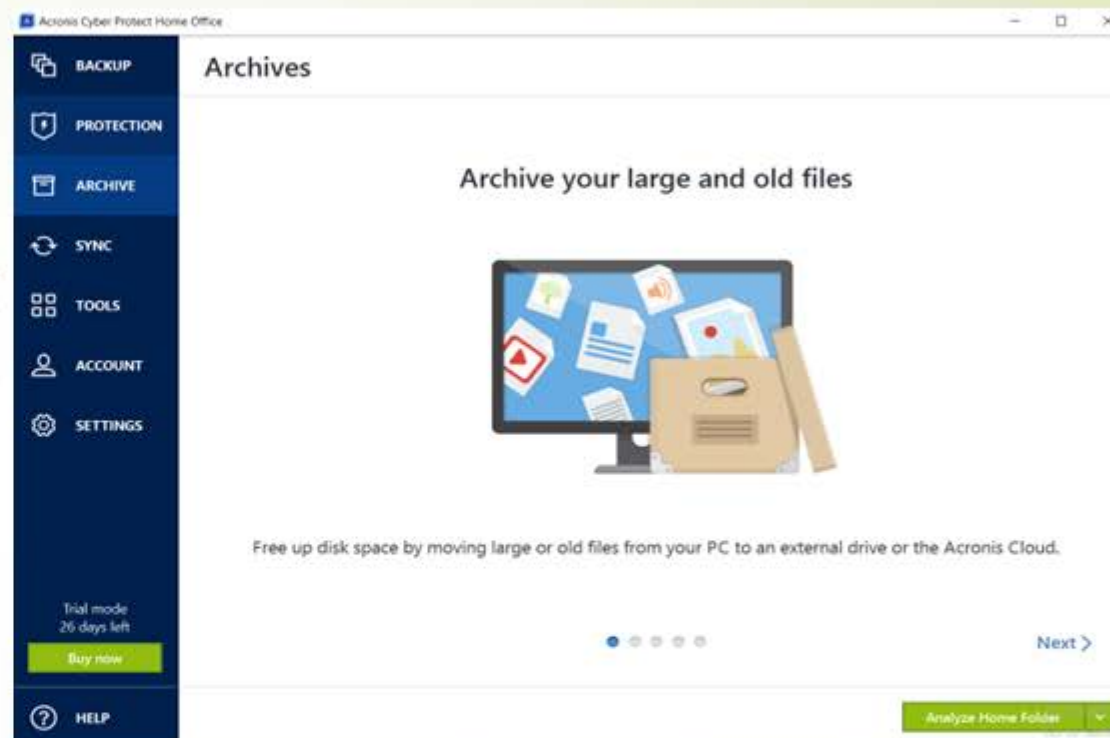 Acronis Cyber Protect Home Office
BACKUP
PROTECTION
ARCHIVE
SYNC
TOOLS
ACCOUNT
SETTINGS
Trial mode
26 days left
Buy now
HELP
Archives
Archive your large and old files
Free up disk space by moving large or old files from your PC to an external drive or the Acronis Cloud.
Next
Analyze Home Folder